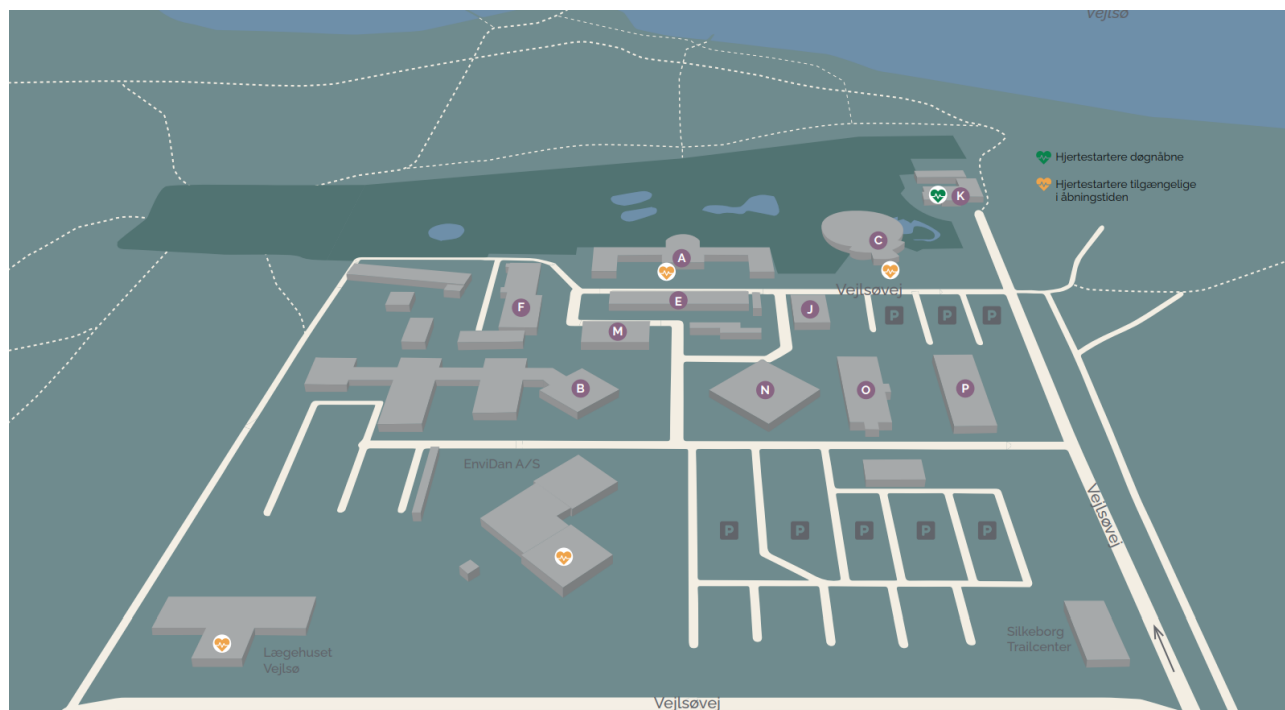 Vejlsø
Hjertestartere døgnåbne
Hjertestartere tilgængelige
i åbningstiden
K
C
A
Vejlsøvej
E
F
J
P
P
P
M
B
N
O
P
EnviDan A/S
Vejlsøvej
P
P
P
P
P
Lægehuset
Vejlsø
Silkeborg
Trailcenter
Vejlsøvej